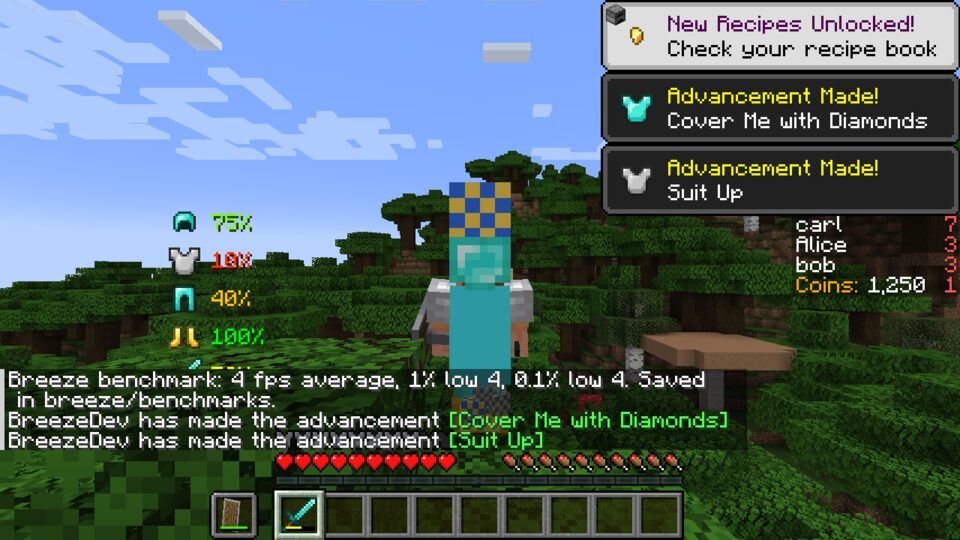 New Recipes Unlocked!
Check your recipe book
Advancement Made!
Cover Me with Diamonds
Advancement Made!
Suit Up
carl 7
Alice 3
bob 3
Coins: 1,250 1
75%
10%
40%
100%
Breeze benchmark: 4 fps average, 1% low 4, 0.1% low 4. Saved
in breeze/benchmarks.
BreezeDev has made the advancement [Cover Me with Diamonds]
BreezeDev has made the advancement [Suit Up]